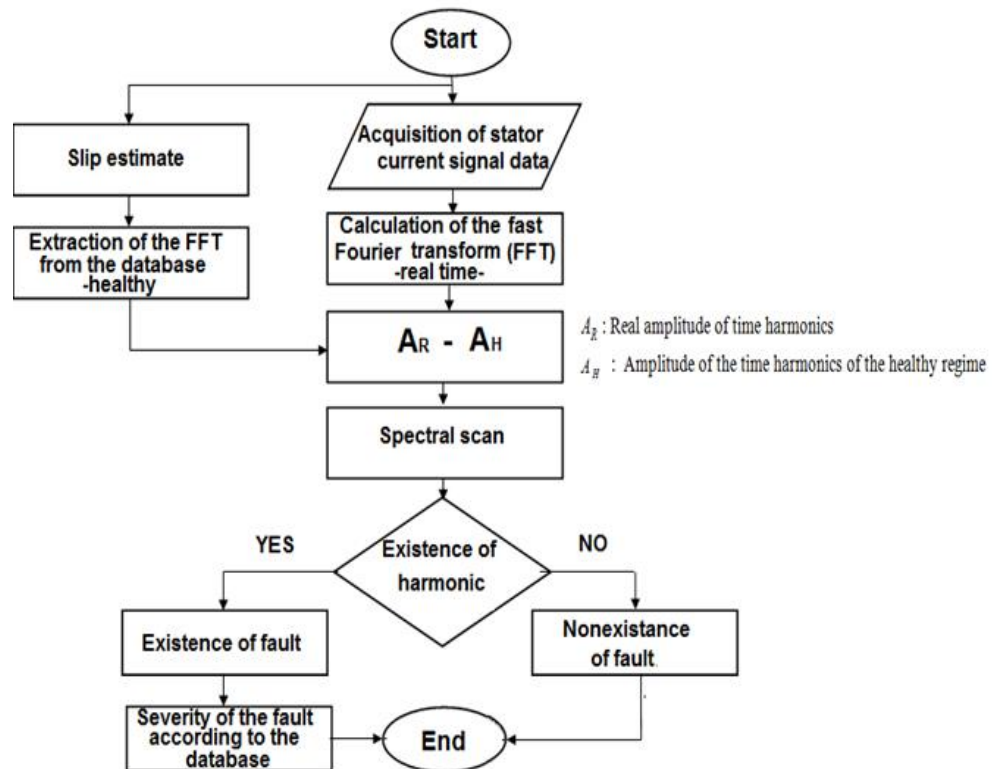 Start
Slip estimate
Acquisition of stator
current signal data
Extraction of the FFT
from the database
-healthy
Calculation of the fast
Fourier transform (FFT)
-real time-
AR - AH
AR : Real amplitude of time harmonics
AH : Amplitude of the time harmonics of the healthy regime
Spectral scan
YES
Existence of
harmonic
NO
Existence of fault
Nonexistance
of fault.
Severity of the fault
according to the
database
End